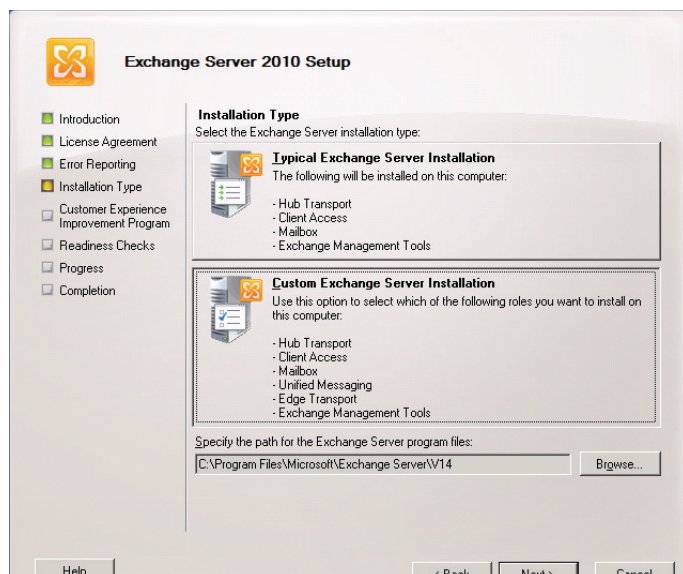 Exchange Server 2010 Setup
Introduction
License Agreement
Error Reporting
Installation Type
Customer Experience
Improvement Program
Readiness Checks
Progress
Completion
Installation Type
Select the Exchange Server installation type:
Typical Exchange Server Installation
The following will be installed on this computer:
- Hub Transport
- Client Access
- Mailbox
- Exchange Management Tools
Custom Exchange Server Installation
Use this option to select which of the following roles you want to install on
this computer:
- Hub Transport
- Client Access
- Mailbox
- Unified Messaging
- Edge Transport
- Exchange Management Tools
Specify the path for the Exchange Server program files:
C:\Program Files\Microsoft\Exchange Server\V14
Browse...
Help
< Back
Next >
Cancel